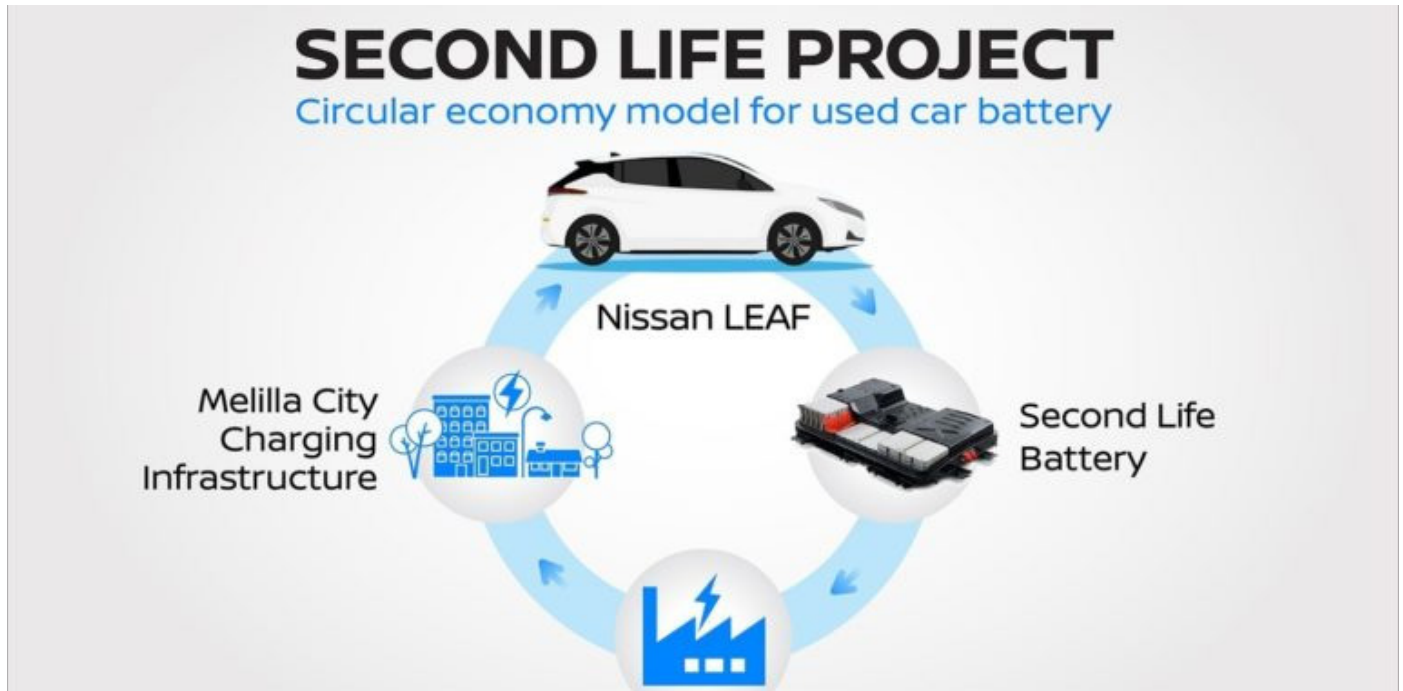 SECOND LIFE PROJECT
Circular economy model for used car battery
Nissan LEAF
Melilla City
Charging
Infrastructure
Second Life
Battery